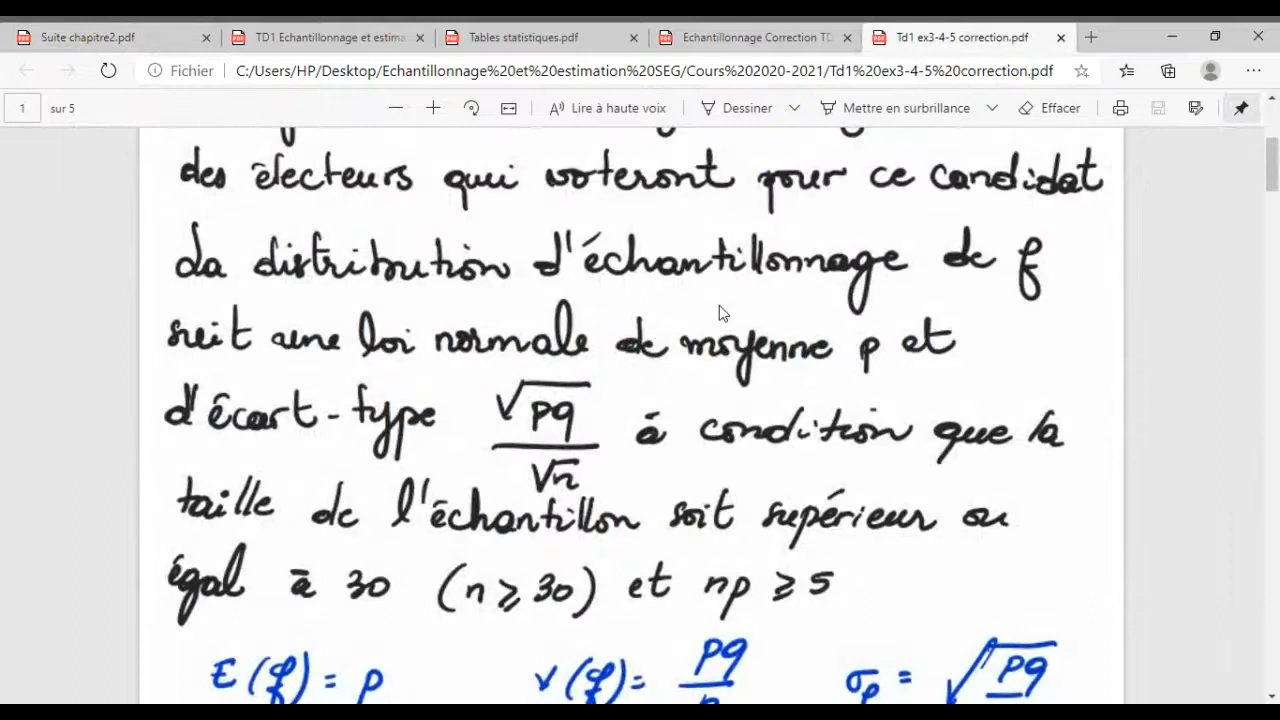 Suite chapitre2.pdf
TD1 Echantillonnage et estima
Tables statistiques.pdf
Echantillonnage Correction TD
Td1 ex3-4-5 correction.pdf
Fichier
C:/Users/HP/Desktop/Echantillonnage%20et%20estimation%20SEG/Cours%202020-2021/Td1%20ex3-4-5%20correction.pdf
1 sur 5
Lire à haute voix
Dessiner
Mettre en surbrillance
Effacer
des électeurs qui voteront pour ce candidat
La distribution d'échantillonnage de f
suit une loi normale de moyenne p et
d'écart-type √pq / √n à condition que la
taille de l'échantillon soit supérieur ou
égal à 30 (n ≥ 30) et np ≥ 5
E(f) = p V(f) = pq / n σp = √pq